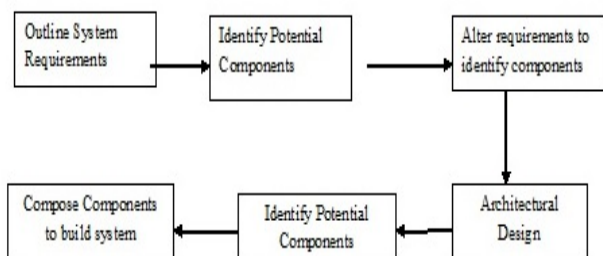 Outline System
Requirements
Identify Potential
Components
Alter requirements to
identify components
Architectural
Design
Identify Potential
Components
Compose Components
to build system